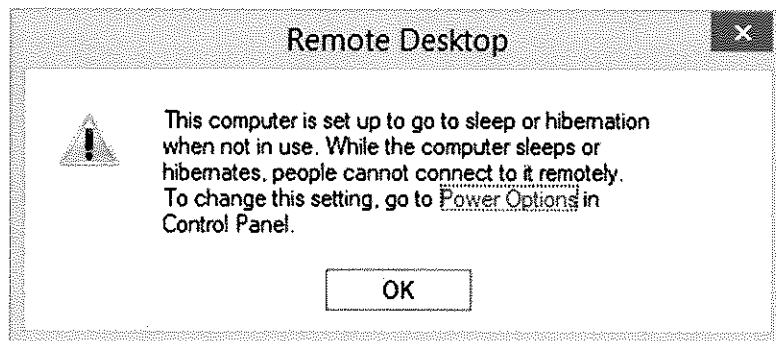 Remote Desktop
x
This computer is set up to go to sleep or hibernation
when not in use. While the computer sleeps or
hibernates, people cannot connect to it remotely.
To change this setting, go to Power Options in
Control Panel.
OK